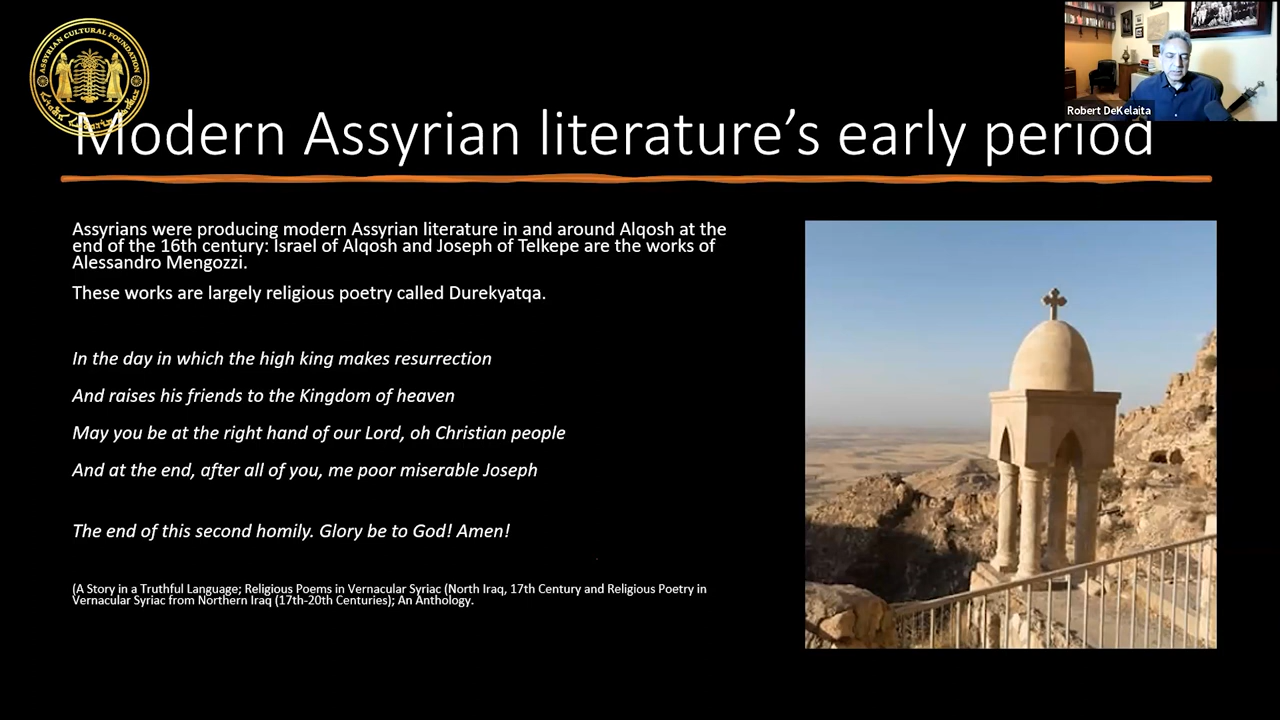 ASSYRIAN CULTURAL FOUNDATION
Robert DeKelaita
Modern Assyrian literature’s early period
Assyrians were producing modern Assyrian literature in and around Alqosh at the
end of the 16th century: Israel of Alqosh and Joseph of Telkepe are the works of
Alessandro Mengozzi.
These works are largely religious poetry called Durekyatqa.
In the day in which the high king makes resurrection
And raises his friends to the Kingdom of heaven
May you be at the right hand of our Lord, oh Christian people
And at the end, after all of you, me poor miserable Joseph
The end of this second homily. Glory be to God! Amen!
(A Story in a Truthful Language; Religious Poems in Vernacular Syriac (North Iraq, 17th Century and Religious Poetry in
Vernacular Syriac from Northern Iraq (17th-20th Centuries); An Anthology.